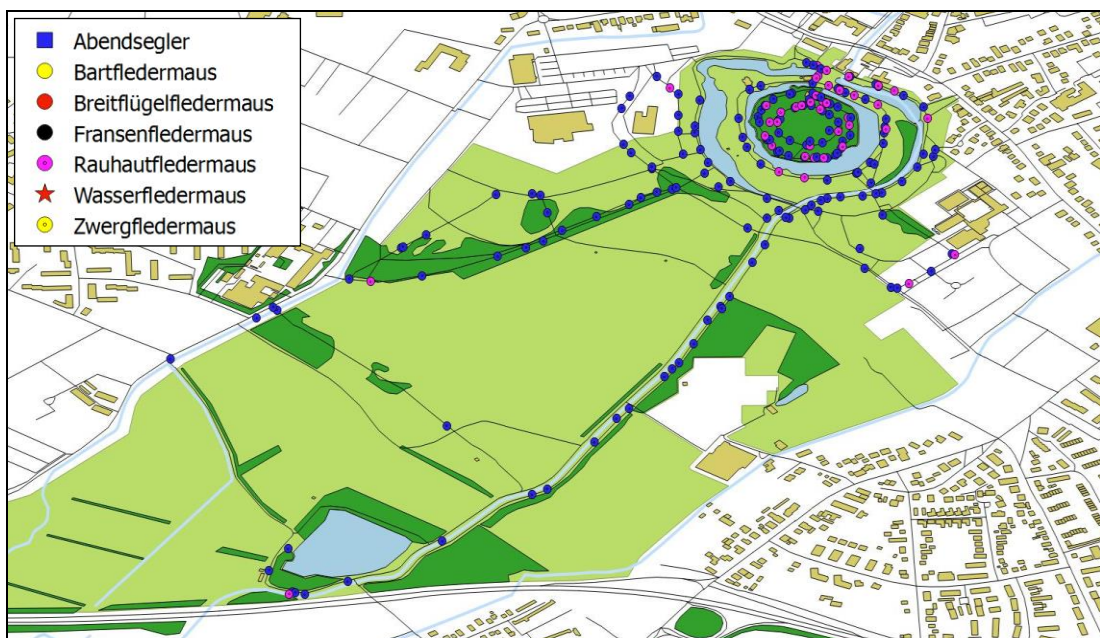 Abendsegler
Bartfledermaus
Breitflügelfledermaus
Fransenfledermaus
Rauhautfledermaus
Wasserfledermaus
Zwergfledermaus